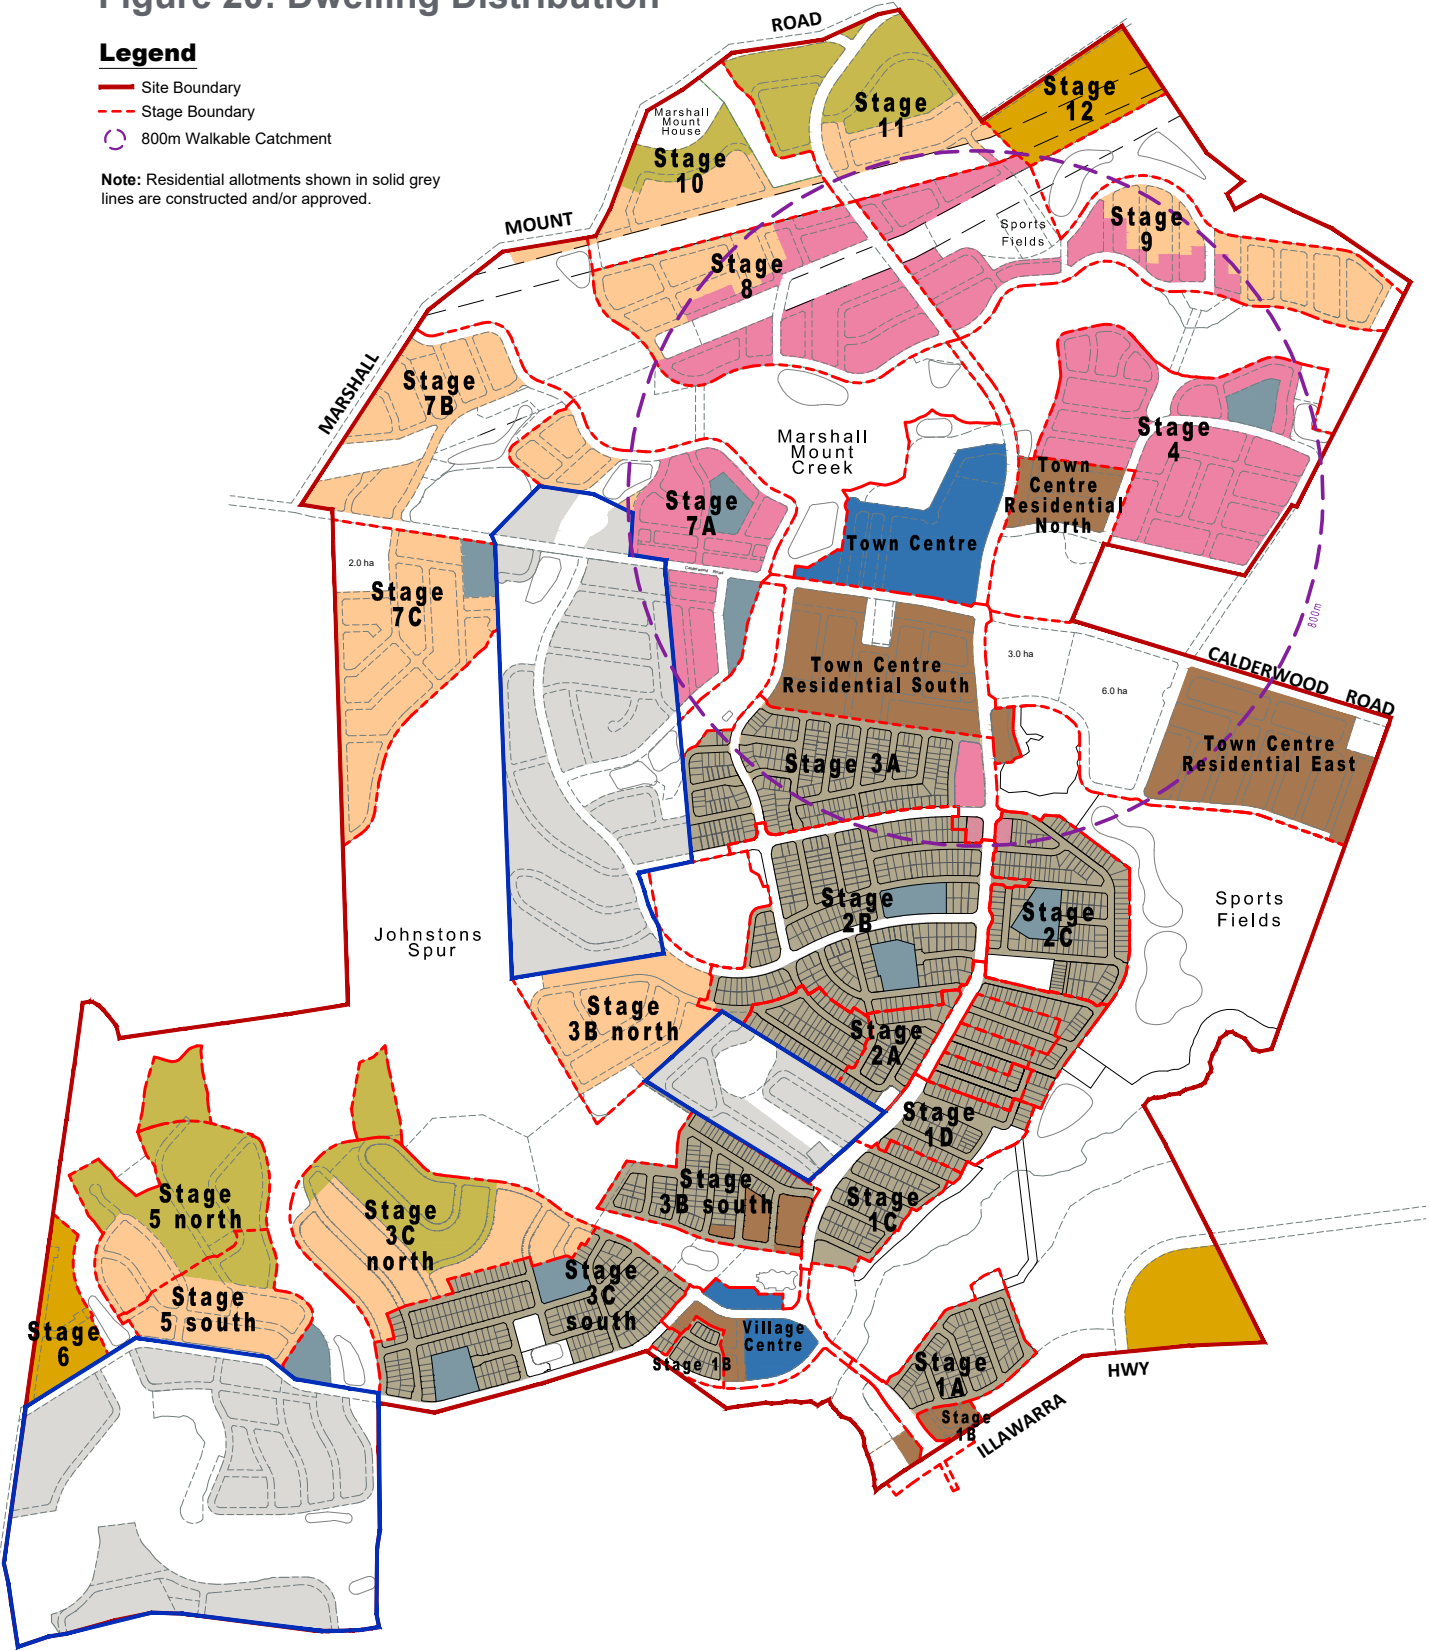 Figure 20: Dwelling Distribution
Legend
Site Boundary
Stage Boundary
800m Walkable Catchment
Note: Residential allotments shown in solid grey
lines are constructed and/or approved.
ROAD
Stage
12
Stage
11
Marshall
Mount
House
Stage
10
MOUNT
Stage
9
Sports
Fields
Stage
8
MARSHALL
Stage
7B
Stage
4
Marshall
Mount
Creek
Town
Centre
Residential
North
Stage
7A
Town Centre
2.0 ha
Calderwood Road
Stage
7C
800m
3.0 ha
CALDERWOOD ROAD
Town Centre
Residential South
6.0 ha
Town Centre
Residential East
Stage 3A
Stage
2B
Stage
2C
Sports
Fields
Johnstons
Spur
Stage
3B north
Stage
2A
Stage
1D
Stage
3B south
Stage
1C
Stage
5 north
Stage
3C
north
Stage
3C
south
Stage
5 south
Stage
6
Village
Centre
Stage 1B
Stage
1A
HWY
Stage
1B
ILLAWARRA